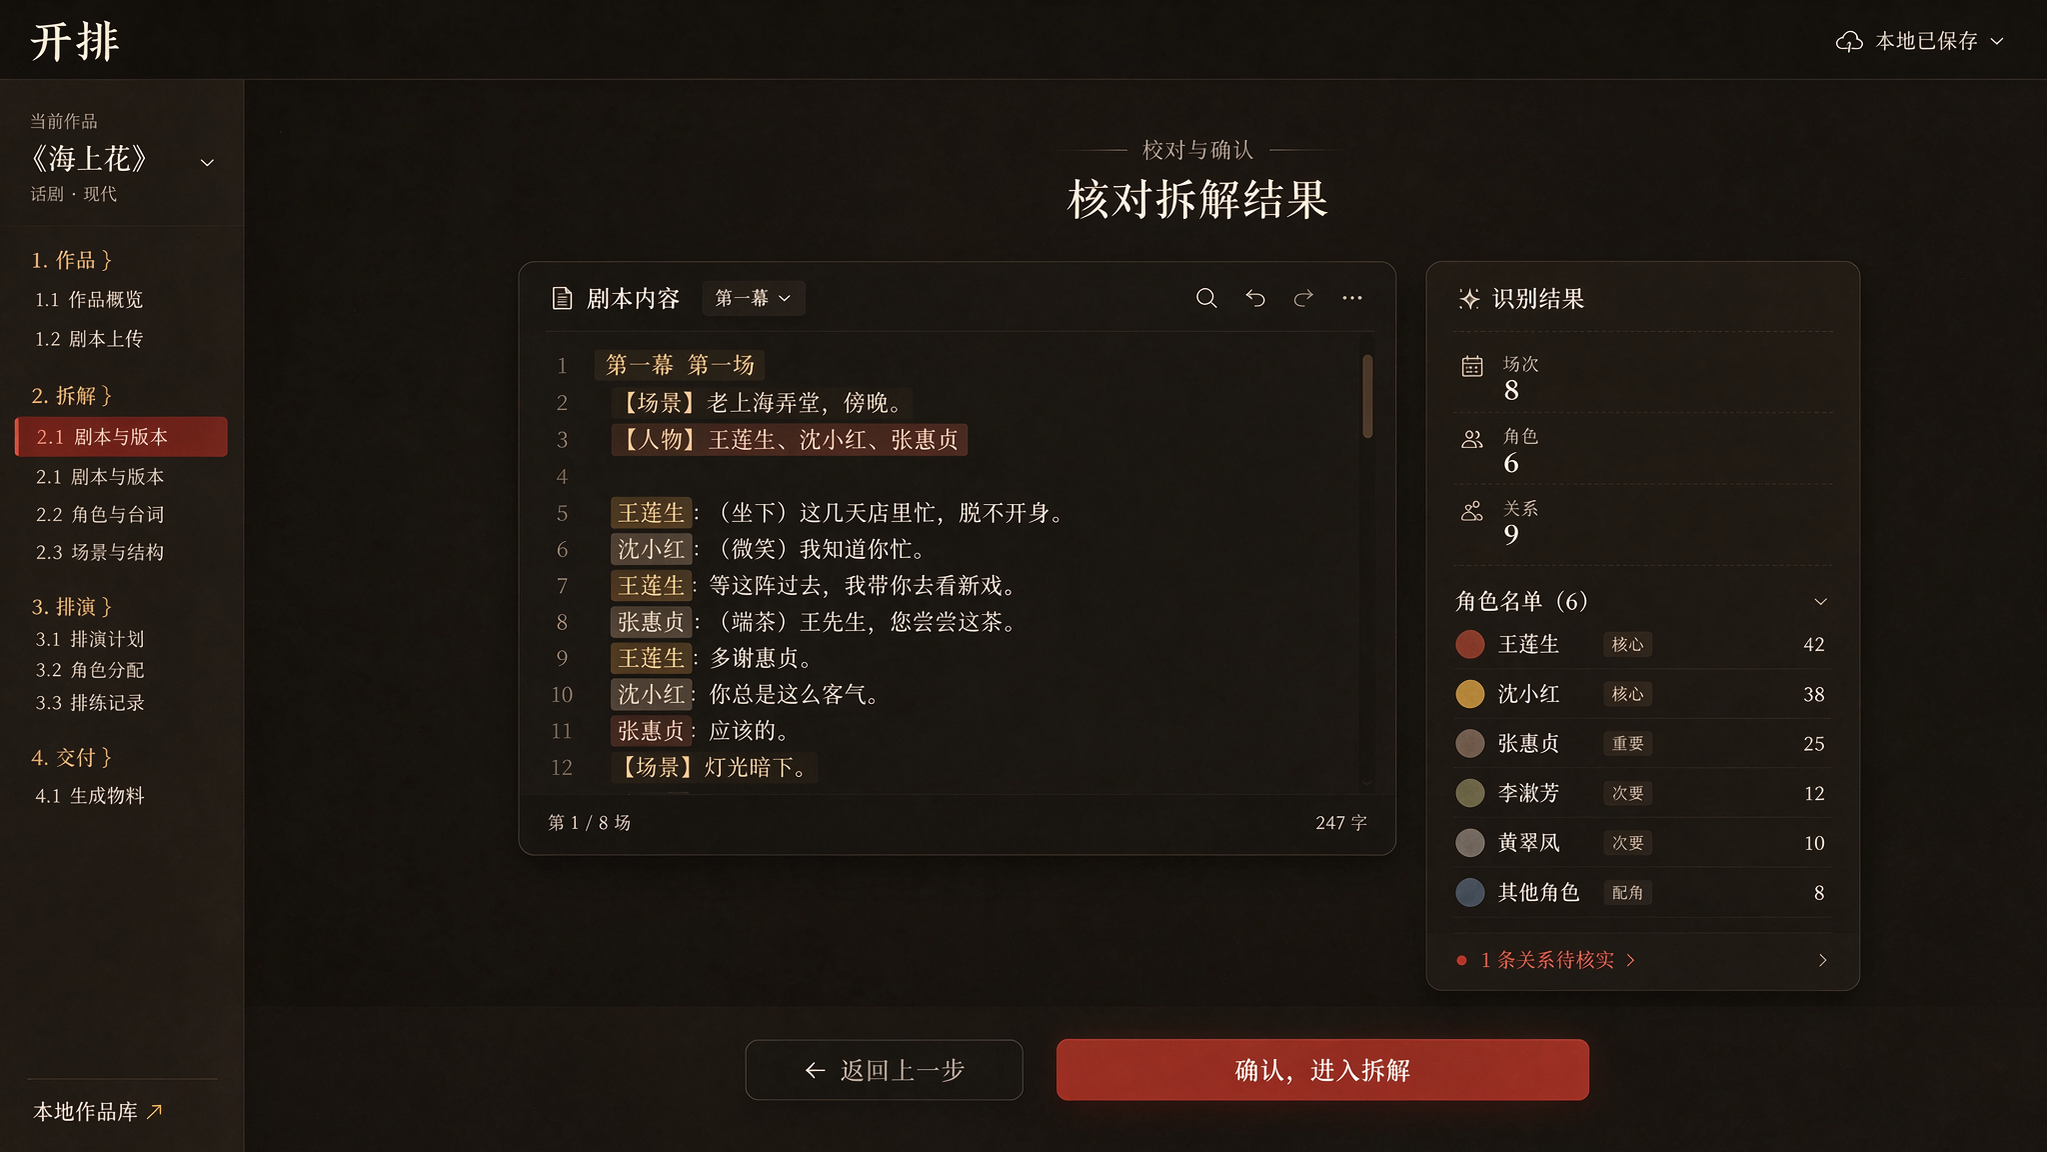 开排
本地已保存
当前作品
《海上花》
话剧 · 现代
1. 作品 }
1.1 作品概览
1.2 剧本上传
2. 拆解 }
2.1 剧本与版本
2.1 剧本与版本
2.2 角色与台词
2.3 场景与结构
3. 排演 }
3.1 排演计划
3.2 角色分配
3.3 排练记录
4. 交付 }
4.1 生成物料
本地作品库
校对与确认
核对拆解结果
剧本内容 第一幕
1 第一幕 第一场
2 【场景】老上海弄堂，傍晚。
3 【人物】王莲生、沈小红、张惠贞
4
5 王莲生：（坐下）这几天店里忙，脱不开身。
6 沈小红：（微笑）我知道你忙。
7 王莲生：等这阵过去，我带你去看新戏。
8 张惠贞：（端茶）王先生，您尝尝这茶。
9 王莲生：多谢惠贞。
10 沈小红：你总是这么客气。
11 张惠贞：应该的。
12 【场景】灯光暗下。
第 1 / 8 场
247 字
识别结果
场次
8
角色
6
关系
9
角色名单（6）
王莲生 核心 42
沈小红 核心 38
张惠贞 重要 25
李漱芳 次要 12
黄翠凤 次要 10
其他角色 配角 8
1 条关系待核实
返回上一步
确认，进入拆解